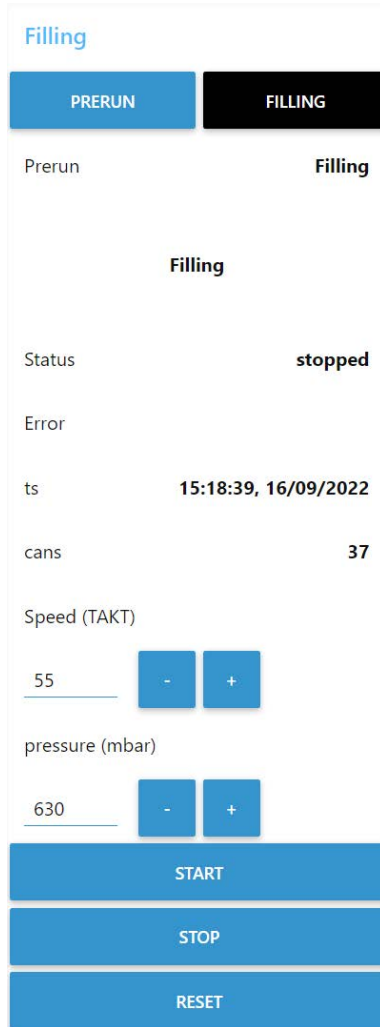 Filling
PRERUN FILLING
Prerun Filling
Filling
Status stopped
Error
ts 15:18:39, 16/09/2022
cans 37
Speed (TAKT)
55 - +
pressure (mbar)
630 - +
START
STOP
RESET